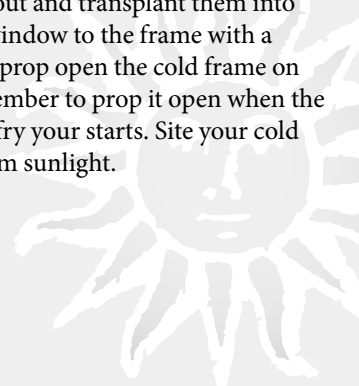 out and transplant them into
window to the frame with a
prop open the cold frame on
ember to prop it open when the
fry your starts. Site your cold
m sunlight.